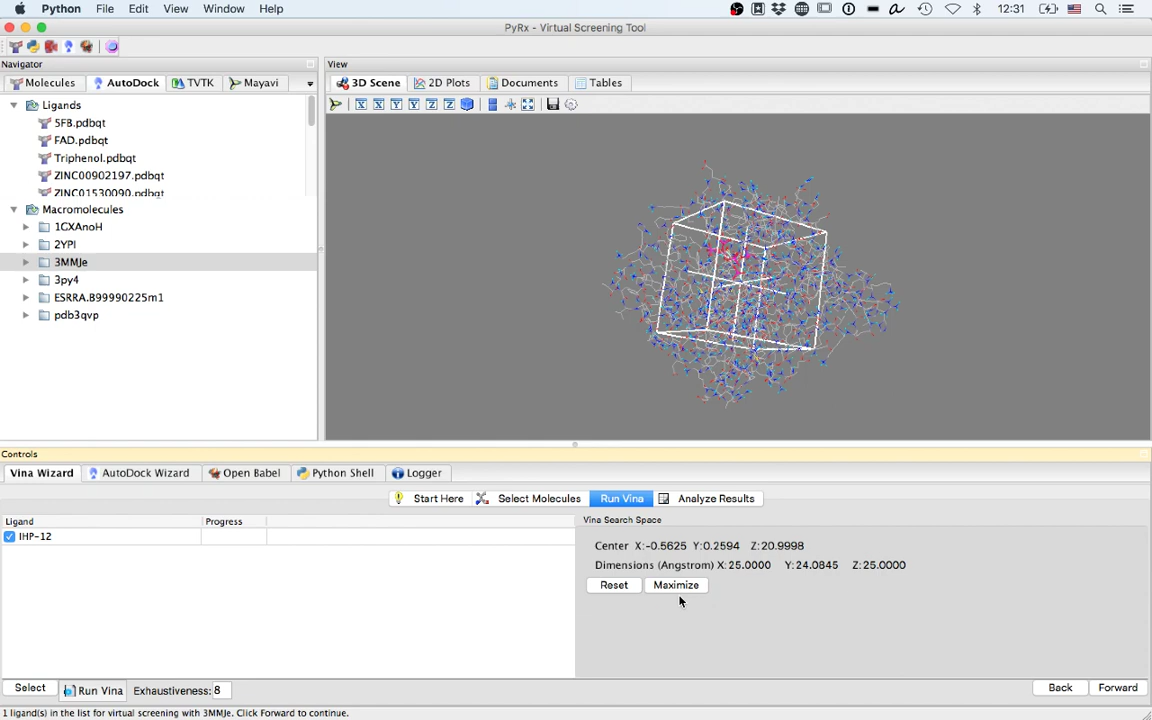 Python File Edit View Window Help 12:31
PyRx - Virtual Screening Tool
Navigator
View
Molecules AutoDock TVTK Mayavi
3D Scene 2D Plots Documents Tables
Ligands
5FB.pdbqt
FAD.pdbqt
Triphenol.pdbqt
ZINC00902197.pdbqt
ZINC01530090.pdbqt
Macromolecules
1GXAnoH
2YPI
3MMJe
3py4
ESRRA.B99990225m1
pdb3qvp
X X Y Y Z Z
Controls
Vina Wizard AutoDock Wizard Open Babel Python Shell Logger
Start Here Select Molecules Run Vina Analyze Results
Ligand Progress
IHP-12
Vina Search Space
Center X:-0.5625 Y:0.2594 Z:20.9998
Dimensions (Angstrom) X:25.0000 Y:24.0845 Z:25.0000
Reset Maximize
Select Run Vina Exhaustiveness: 8
Back Forward
1 ligand(s) in the list for virtual screening with 3MMJe. Click Forward to continue.